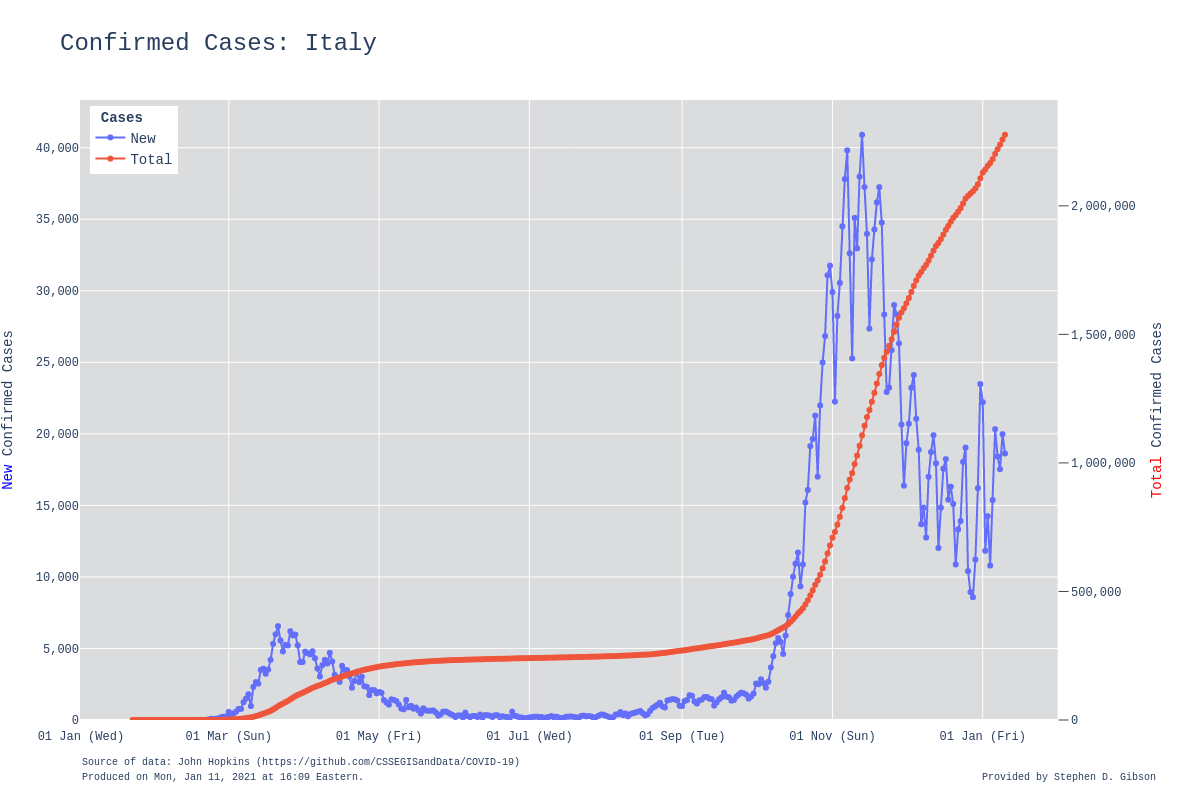 Confirmed Cases: Italy
Cases
New
Total
40,000
35,000
30,000
25,000
20,000
15,000
10,000
5,000
0
New Confirmed Cases
2,000,000
1,500,000
1,000,000
500,000
0
Total Confirmed Cases
01 Jan (Wed) 01 Mar (Sun) 01 May (Fri) 01 Jul (Wed) 01 Sep (Tue) 01 Nov (Sun) 01 Jan (Fri)
Source of data: John Hopkins (https://github.com/CSSEGISandData/COVID-19)
Produced on Mon, Jan 11, 2021 at 16:09 Eastern.
Provided by Stephen D. Gibson